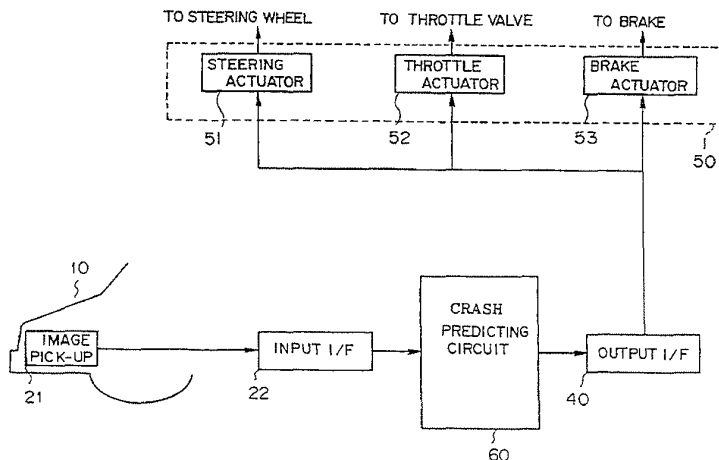 TO STEERING WHEEL
TO THROTTLE VALVE
TO BRAKE
STEERING
ACTUATOR
THROTTLE
ACTUATOR
BRAKE
ACTUATOR
51
52
53
50
10
IMAGE
PICK-UP
INPUT I/F
CRASH
PREDICTING
CIRCUIT
OUTPUT I/F
21
22
40
60